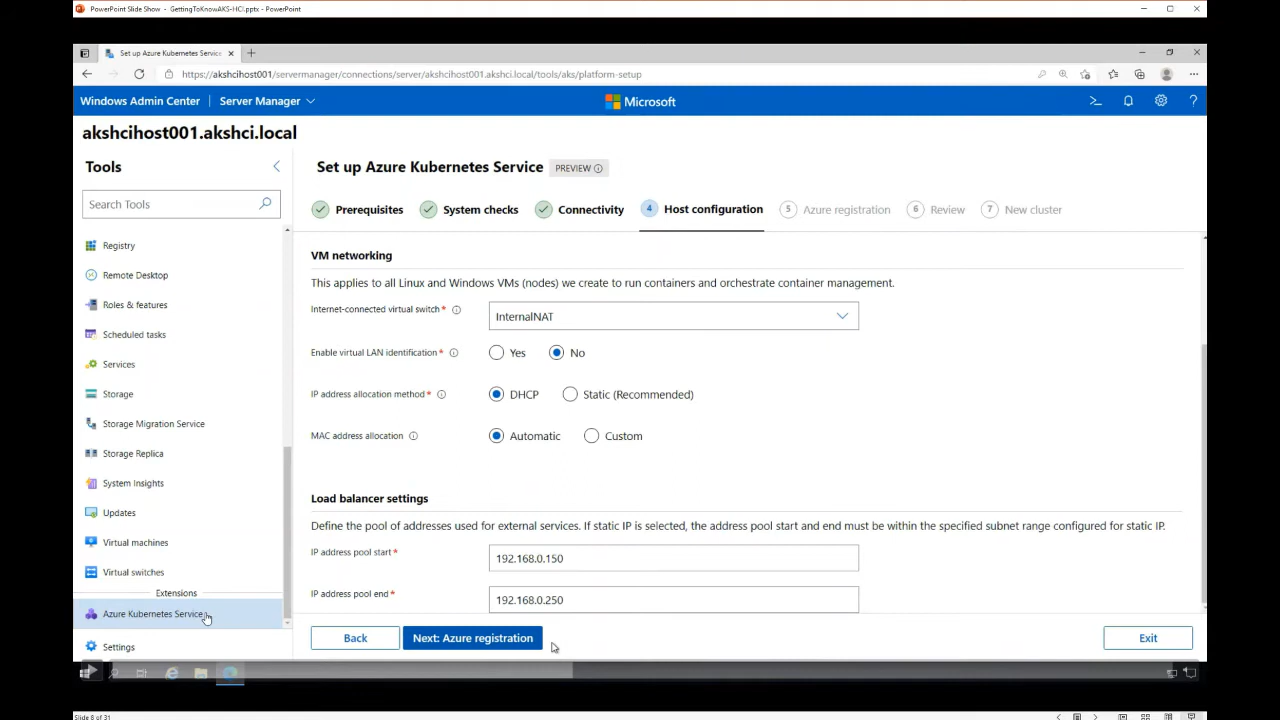 PowerPoint Slide Show - GettingToKnowAKS-HCI.pptx - PowerPoint
Set up Azure Kubernetes Service
https://akshcihost001/servermanager/connections/server/akshcihost001.akshci.local/tools/aks/platform-setup
Windows Admin Center | Server Manager
Microsoft
akshcihost001.akshci.local
Tools
Search Tools
Registry
Remote Desktop
Roles & features
Scheduled tasks
Services
Storage
Storage Migration Service
Storage Replica
System Insights
Updates
Virtual machines
Virtual switches
Extensions
Azure Kubernetes Service
Settings
Set up Azure Kubernetes Service PREVIEW
Prerequisites System checks Connectivity 4 Host configuration 5 Azure registration 6 Review 7 New cluster
VM networking
This applies to all Linux and Windows VMs (nodes) we create to run containers and orchestrate container management.
Internet-connected virtual switch * InternalNAT
Enable virtual LAN identification * Yes No
IP address allocation method * DHCP Static (Recommended)
MAC address allocation Automatic Custom
Load balancer settings
Define the pool of addresses used for external services. If static IP is selected, the address pool start and end must be within the specified subnet range configured for static IP.
IP address pool start * 192.168.0.150
IP address pool end * 192.168.0.250
Back Next: Azure registration Exit
Slide 8 of 31